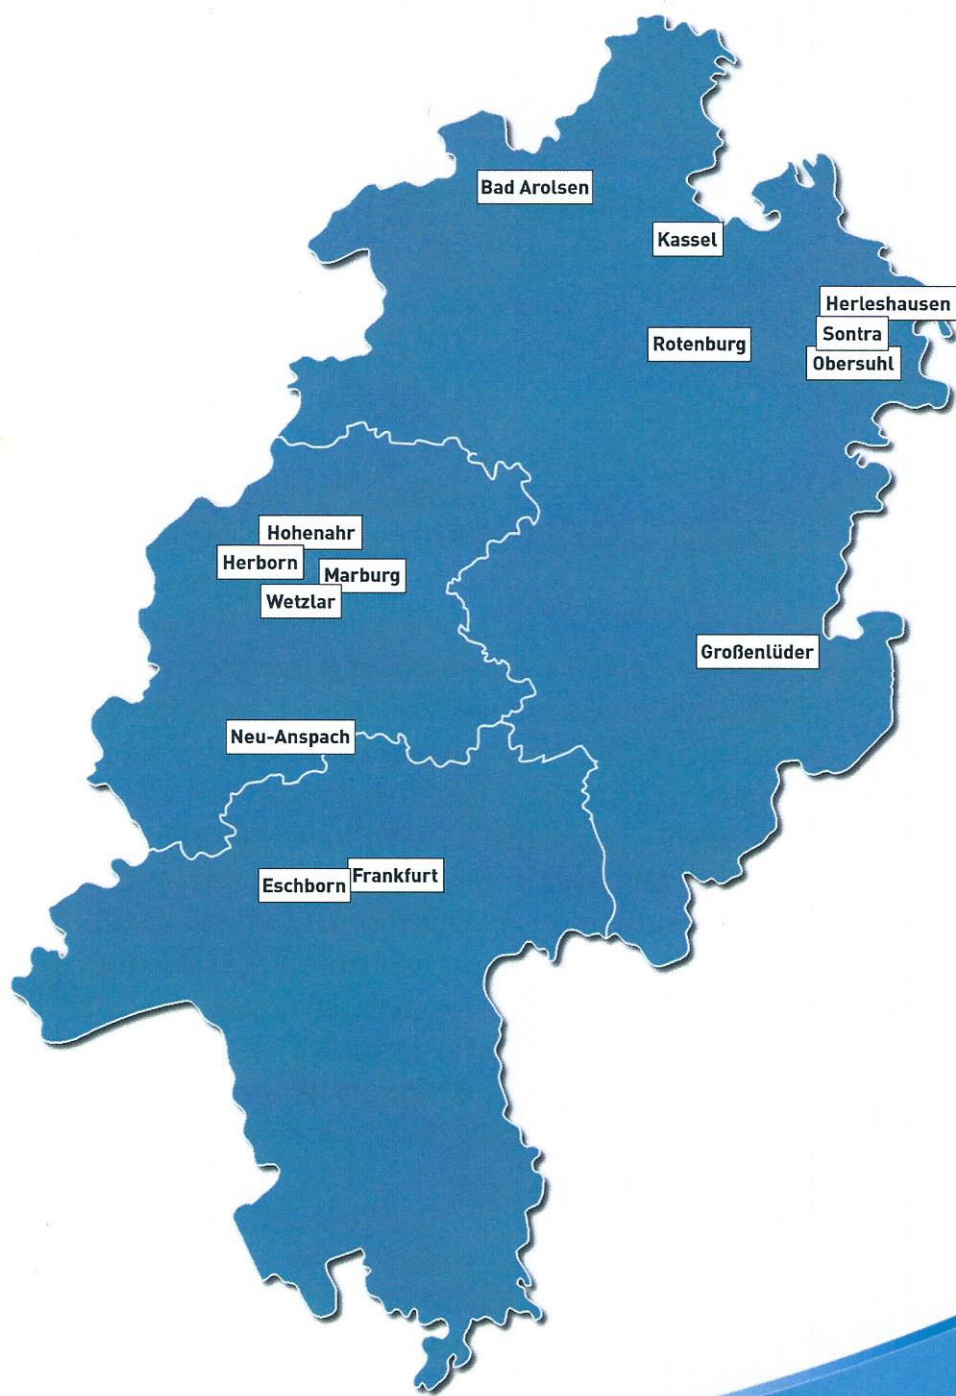 Bad Arolsen
Kassel
Herleshausen
Sontra
Rotenburg
Obersuhl
Hohenahr
Herborn
Marburg
Wetzlar
Großenlüder
Neu-Anspach
Frankfurt
Eschborn